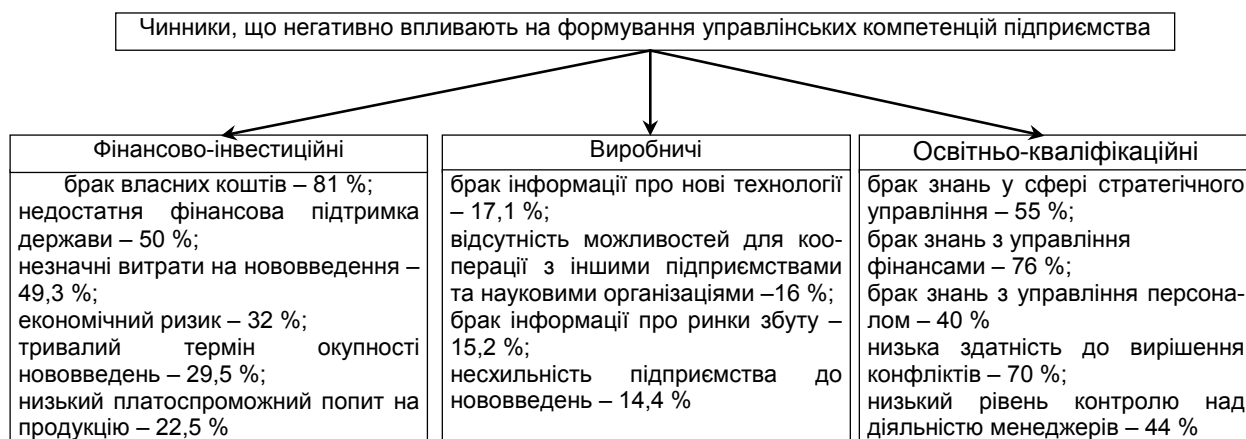 Чинники, що негативно впливають на формування управлінських компетенцій підприємства
Фінансово-інвестиційні
брак власних коштів – 81 %;
недостатня фінансова підтримка
держави – 50 %;
незначні витрати на нововведення –
49,3 %;
економічний ризик – 32 %;
тривалий термін окупності
нововведень – 29,5 %;
низький платоспроможний попит на
продукцію – 22,5 %
Виробничі
брак інформації про нові технології
– 17,1 %;
відсутність можливостей для коо-
перації з іншими підприємствами
та науковими організаціями –16 %;
брак інформації про ринки збуту –
15,2 %;
несхильність підприємства до
нововведень – 14,4 %
Освітньо-кваліфікаційні
брак знань у сфері стратегічного
управління – 55 %;
брак знань з управління
фінансами – 76 %;
брак знань з управління персона-
лом – 40 %
низька здатність до вирішення
конфліктів – 70 %;
низький рівень контролю над
діяльністю менеджерів – 44 %